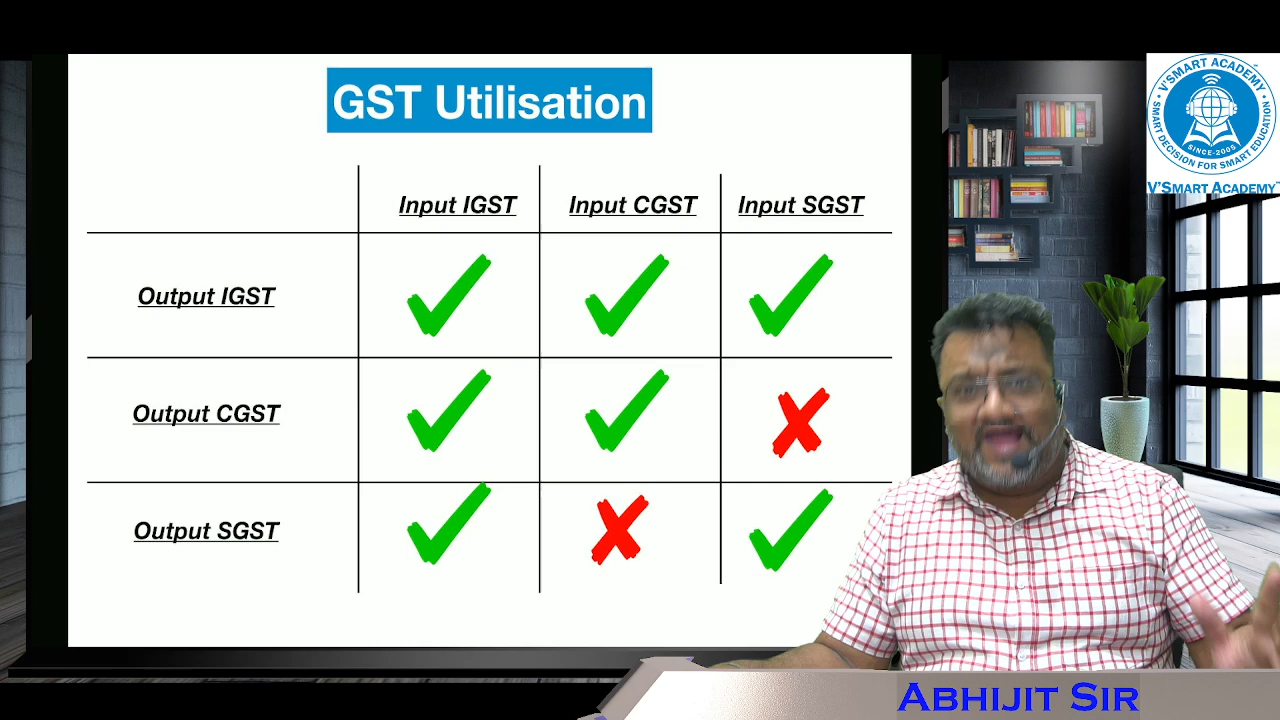 GST Utilisation
Input IGST Input CGST Input SGST
Output IGST
Output CGST
Output SGST
V'SMART ACADEMY
SMART DECISION FOR SMART EDUCATION
SINCE-2005
V'SMART ACADEMY™
ABHIJIT SIR